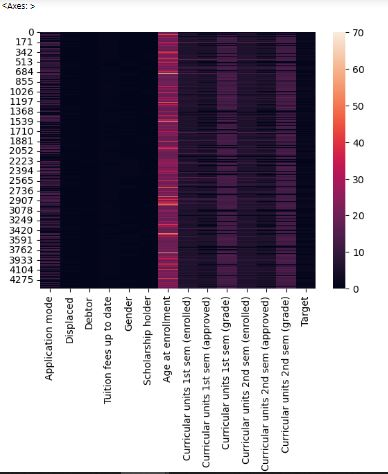 <Axes: >
0
171
342
513
684
855
1026
1197
1368
1539
1710
1881
2052
2223
2394
2565
2736
2907
3078
3249
3420
3591
3762
3933
4104
4275
70
60
50
40
30
20
10
0
Application mode
Displaced
Debtor
Tuition fees up to date
Gender
Scholarship holder
Age at enrollment
Curricular units 1st sem (enrolled)
Curricular units 1st sem (approved)
Curricular units 1st sem (grade)
Curricular units 2nd sem (enrolled)
Curricular units 2nd sem (approved)
Curricular units 2nd sem (grade)
Target